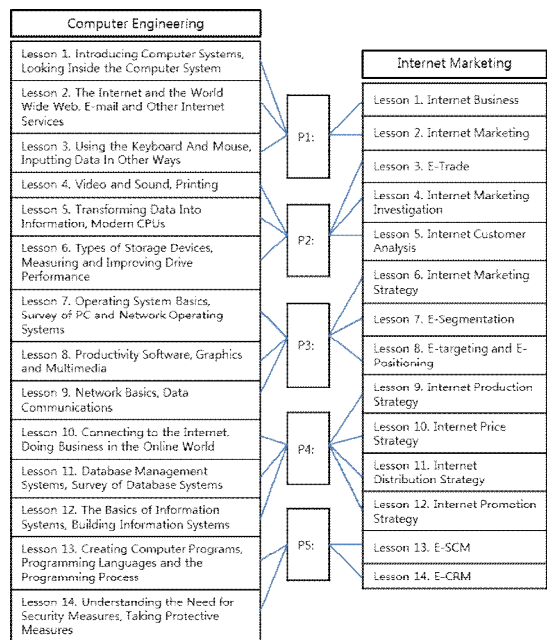 Computer Engineering
Lesson 1. Introducing Computer Systems,
Looking Inside the Computer System
Lesson 2. The Internet and the World
Wide Web, E-mail and Other Internet
Services
Lesson 3. Using the Keyboard And Mouse,
Inputting Data In Other Ways
Lesson 4. Video and Sound, Printing
Lesson 5. Transforming Data Into
Information, Modern CPUs
Lesson 6. Types of Storage Devices,
Measuring and Improving Drive
Performance
Lesson 7. Operating System Basics,
Survey of PC and Network Operating
Systems
Lesson 8. Productivity Software, Graphics
and Multimedia
Lesson 9. Network Basics, Data
Communications
Lesson 10. Connecting to the Internet,
Doing Business in the Online World
Lesson 11. Database Management
Systems, Survey of Database Systems
Lesson 12. The Basics of Information
Systems, Building Information Systems
Lesson 13. Creating Computer Programs,
Programming Languages and the
Programming Process
Lesson 14. Understanding the Need for
Security Measures, Taking Protective
Measures
P1:
P2:
P3:
P4:
P5:
Internet Marketing
Lesson 1. Internet Business
Lesson 2. Internet Marketing
Lesson 3. E-Trade
Lesson 4. Internet Marketing
Investigation
Lesson 5. Internet Customer
Analysis
Lesson 6. Internet Marketing
Strategy
Lesson 7. E-Segmentation
Lesson 8. E-targeting and E-
Positioning
Lesson 9. Internet Production
Strategy
Lesson 10. Internet Price
Strategy
Lesson 11. Internet
Distribution Strategy
Lesson 12. Internet Promotion
Strategy
Lesson 13. E-SCM
Lesson 14. E-CRM